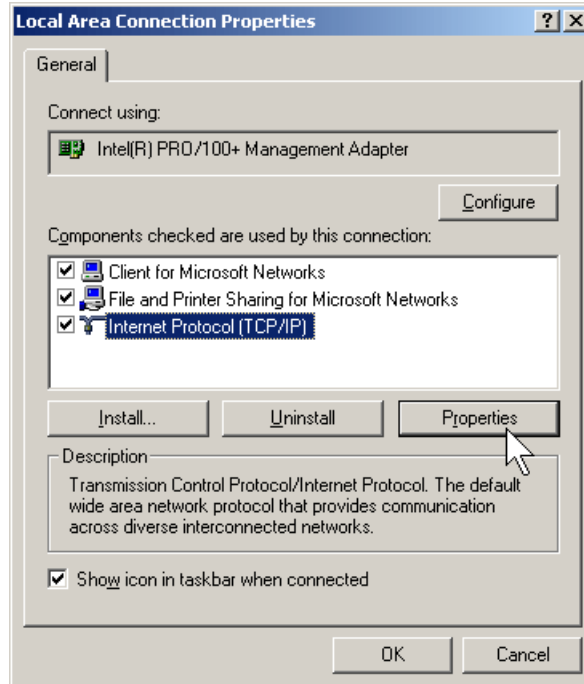 Local Area Connection Properties
General
Connect using:
Intel(R) PRO/100+ Management Adapter
Configure
Components checked are used by this connection:
Client for Microsoft Networks
File and Printer Sharing for Microsoft Networks
Internet Protocol (TCP/IP)
Install...
Uninstall
Properties
Description
Transmission Control Protocol/Internet Protocol. The default
wide area network protocol that provides communication
across diverse interconnected networks.
Show icon in taskbar when connected
OK
Cancel